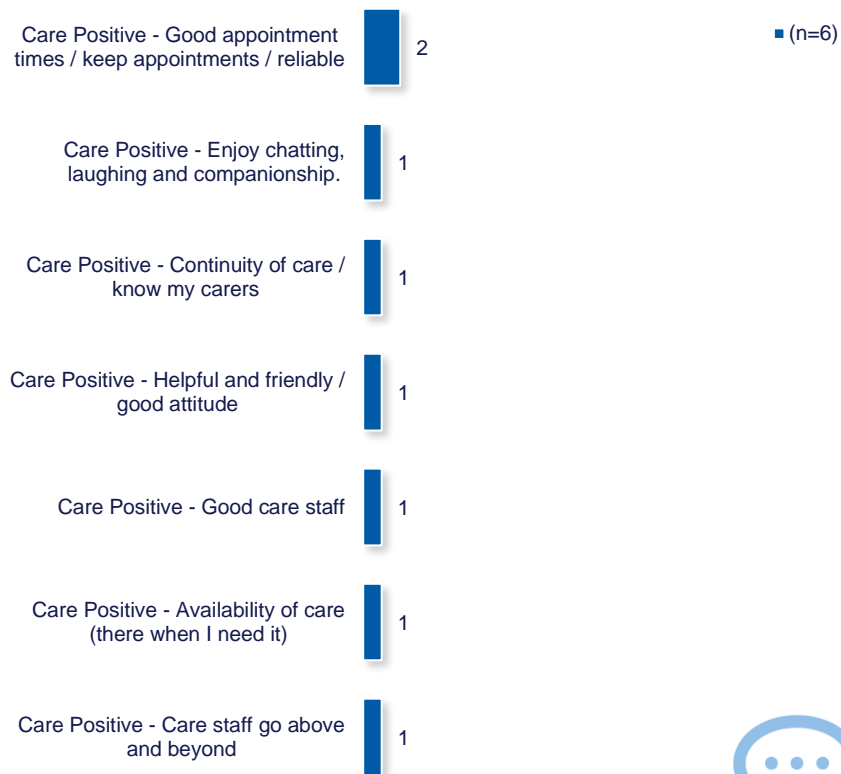 Care Positive - Good appointment
times / keep appointments / reliable
2
(n=6)
Care Positive - Enjoy chatting,
laughing and companionship.
1
Care Positive - Continuity of care /
know my carers
1
Care Positive - Helpful and friendly /
good attitude
1
Care Positive - Good care staff
1
Care Positive - Availability of care
(there when I need it)
1
Care Positive - Care staff go above
and beyond
1